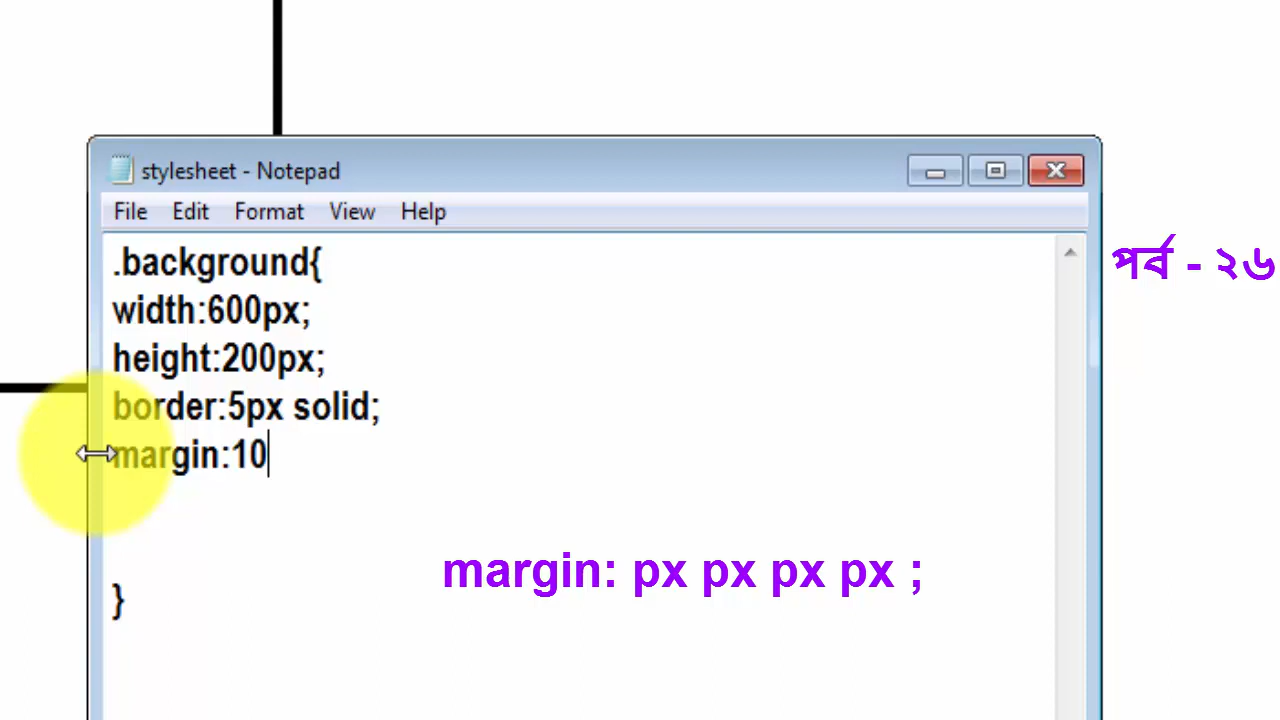 stylesheet - Notepad
File Edit Format View Help
.background{
width:600px;
height:200px;
border:5px solid;
margin:10
}
margin: px px px px ;
পর্ব - ২৬